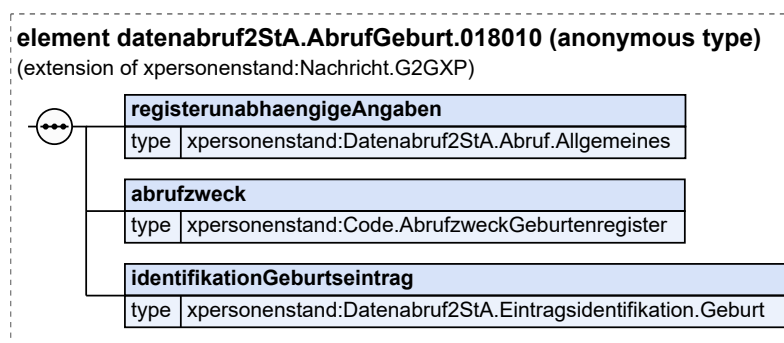 element datenabruf2StA.AbrufGeburt.018010 (anonymous type)
(extension of xpersonenstand:Nachricht.G2GXP)
registerunabhaengigeAngaben
type xpersonenstand:Datenabruf2StA.Abruf.Allgemeines
abrufzweck
type xpersonenstand:Code.AbrufzweckGeburtenregister
identifikationGeburtseintrag
type xpersonenstand:Datenabruf2StA.Eintragsidentifikation.Geburt